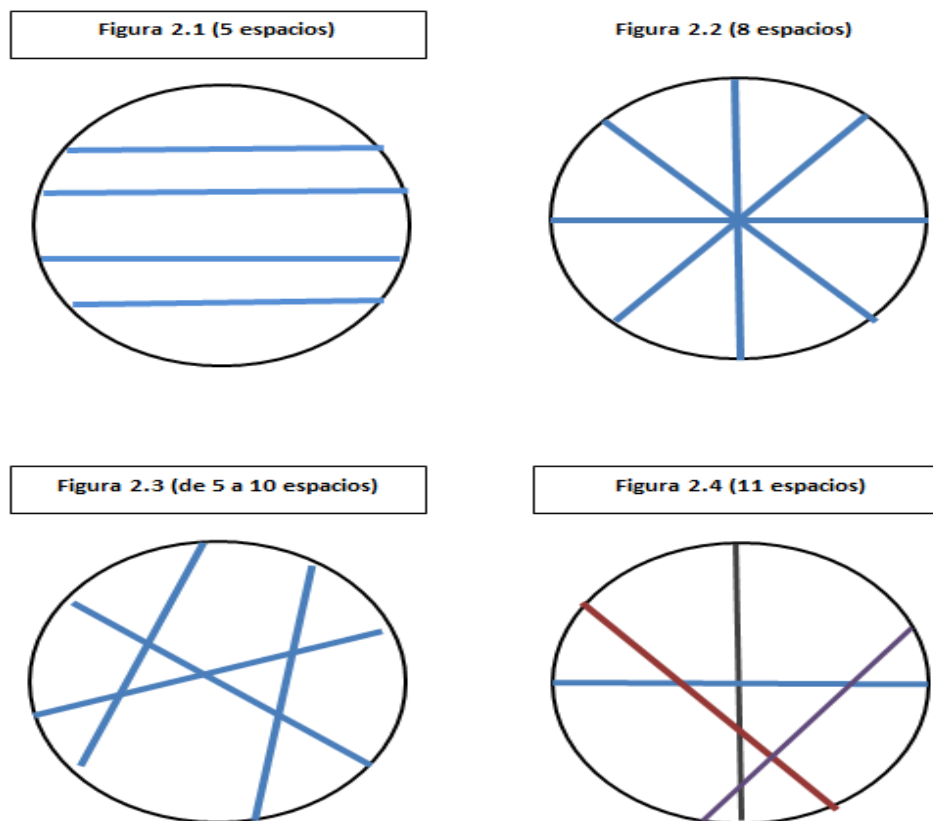 Figura 2.1 (5 espacios)
Figura 2.2 (8 espacios)
Figura 2.3 (de 5 a 10 espacios)
Figura 2.4 (11 espacios)